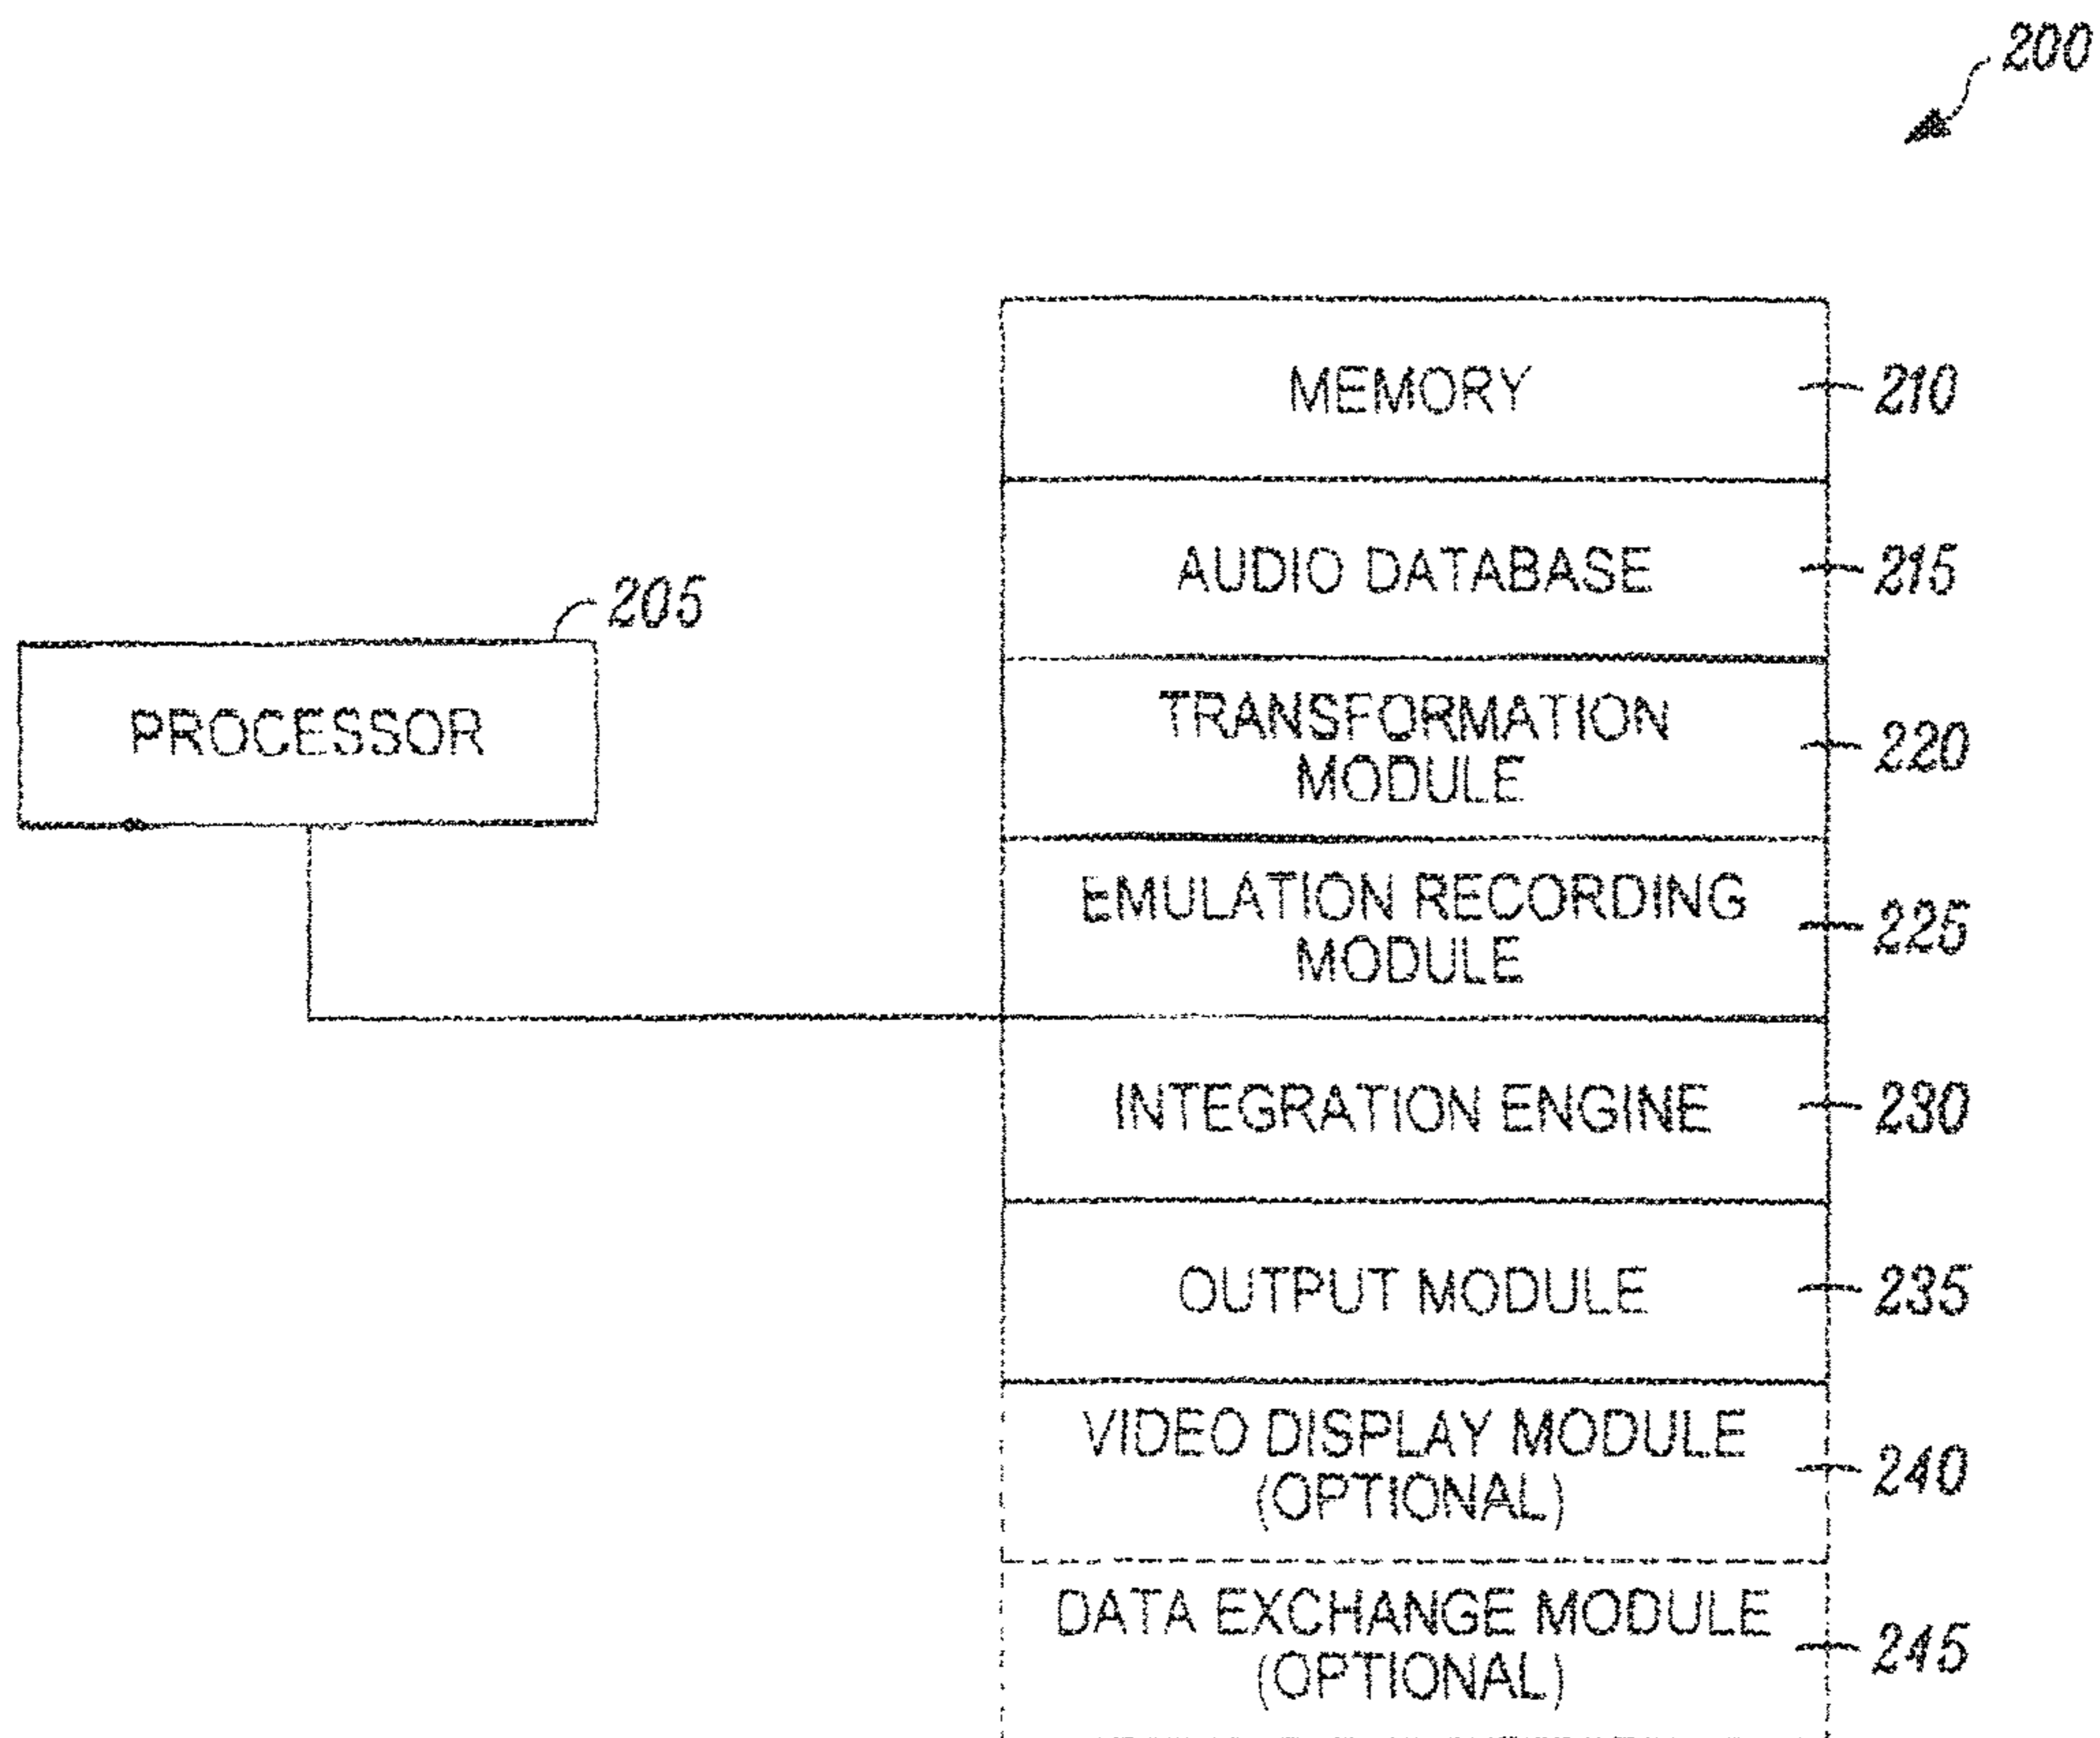 200
MEMORY
210
AUDIO DATABASE
215
205
PROCESSOR
TRANSFORMATION
MODULE
220
EMULATION RECORDING
MODULE
225
INTEGRATION ENGINE
230
OUTPUT MODULE
235
VIDEO DISPLAY MODULE
(OPTIONAL)
240
DATA EXCHANGE MODULE
(OPTIONAL)
245